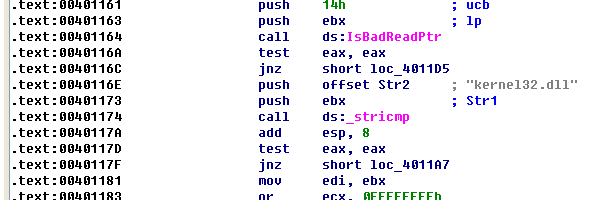 .text:00401161 push 14h ; ucb
.text:00401163 push ebx ; lp
.text:00401164 call ds:IsBadReadPtr
.text:0040116A test eax, eax
.text:0040116C jnz short loc_4011D5
.text:0040116E push offset Str2 ; "kernel32.dll"
.text:00401173 push ebx ; Str1
.text:00401174 call ds:_stricmp
.text:0040117A add esp, 8
.text:0040117D test eax, eax
.text:0040117F jnz short loc_4011A7
.text:00401181 mov edi, ebx
.text:00401183 or ecx, 0FFFFFFFFh